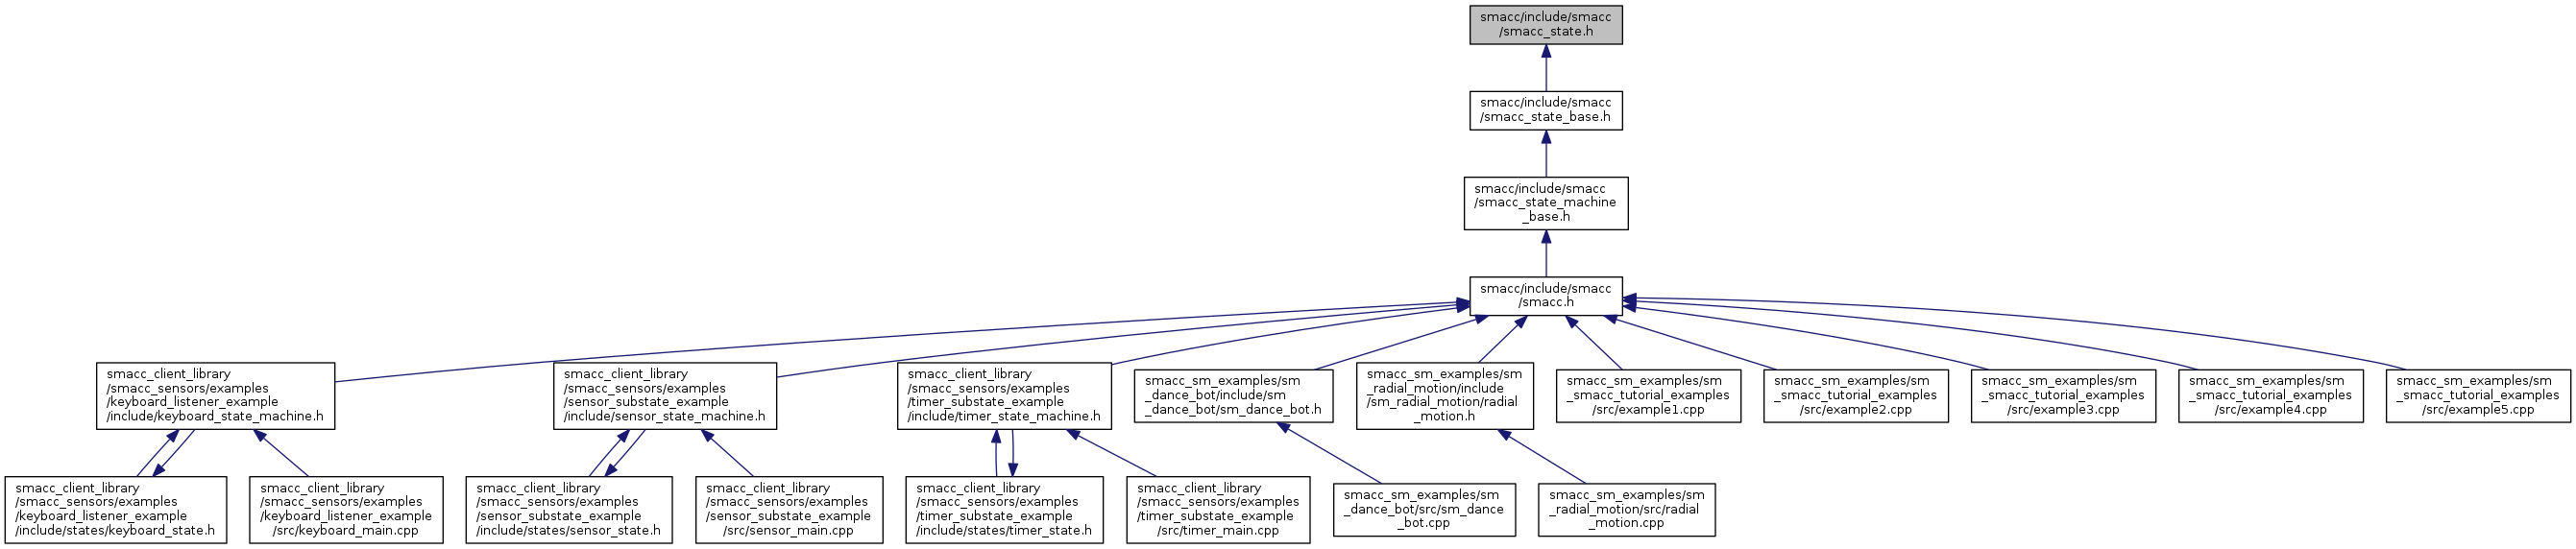 smacc/include/smacc
/smacc_state.h
smacc/include/smacc
/smacc_state_base.h
smacc/include/smacc
/smacc_state_machine
_base.h
smacc/include/smacc
/smacc.h
smacc_client_library
/smacc_sensors/examples
/keyboard_listener_example
/include/keyboard_state_machine.h
smacc_client_library
/smacc_sensors/examples
/sensor_substate_example
/include/sensor_state_machine.h
smacc_client_library
/smacc_sensors/examples
/timer_substate_example
/include/timer_state_machine.h
smacc_sm_examples/sm
_dance_bot/include/sm
_dance_bot/sm_dance_bot.h
smacc_sm_examples/sm
_radial_motion/include
/sm_radial_motion/radial
_motion.h
smacc_sm_examples/sm
_smacc_tutorial_examples
/src/example1.cpp
smacc_sm_examples/sm
_smacc_tutorial_examples
/src/example2.cpp
smacc_sm_examples/sm
_smacc_tutorial_examples
/src/example3.cpp
smacc_sm_examples/sm
_smacc_tutorial_examples
/src/example4.cpp
smacc_sm_examples/sm
_smacc_tutorial_examples
/src/example5.cpp
smacc_client_library
/smacc_sensors/examples
/keyboard_listener_example
/include/states/keyboard_state.h
smacc_client_library
/smacc_sensors/examples
/keyboard_listener_example
/src/keyboard_main.cpp
smacc_client_library
/smacc_sensors/examples
/sensor_substate_example
/include/states/sensor_state.h
smacc_client_library
/smacc_sensors/examples
/sensor_substate_example
/src/sensor_main.cpp
smacc_client_library
/smacc_sensors/examples
/timer_substate_example
/include/states/timer_state.h
smacc_client_library
/smacc_sensors/examples
/timer_substate_example
/src/timer_main.cpp
smacc_sm_examples/sm
_dance_bot/src/sm_dance
_bot.cpp
smacc_sm_examples/sm
_radial_motion/src/radial
_motion.cpp